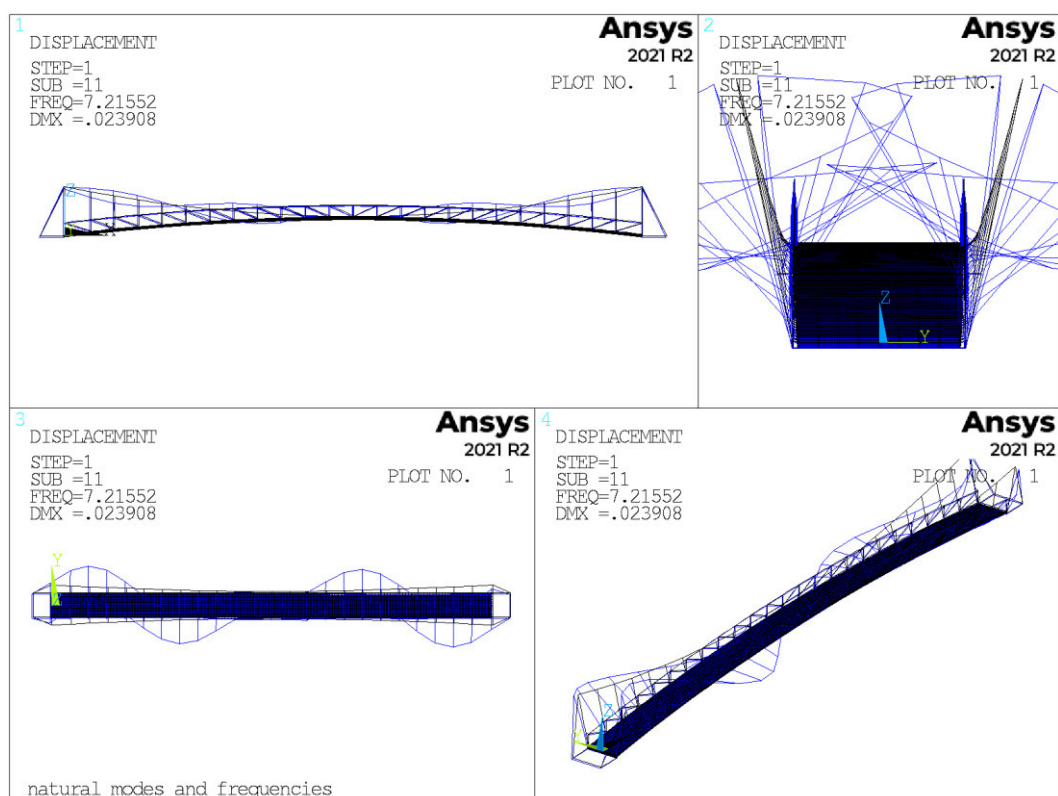 1
Ansys
2021 R2
DISPLACEMENT
STEP=1
SUB =11
FREQ=7.21552
DMX =.023908
PLOT NO. 1
Z
2
Ansys
2021 R2
DISPLACEMENT
STEP=1
SUB =11
FREQ=7.21552
DMX =.023908
PLOT NO. 1
Z
Y
3
Ansys
2021 R2
DISPLACEMENT
STEP=1
SUB =11
FREQ=7.21552
DMX =.023908
PLOT NO. 1
Y
natural modes and frequencies
4
Ansys
2021 R2
DISPLACEMENT
STEP=1
SUB =11
FREQ=7.21552
DMX =.023908
PLOT NO. 1
Z